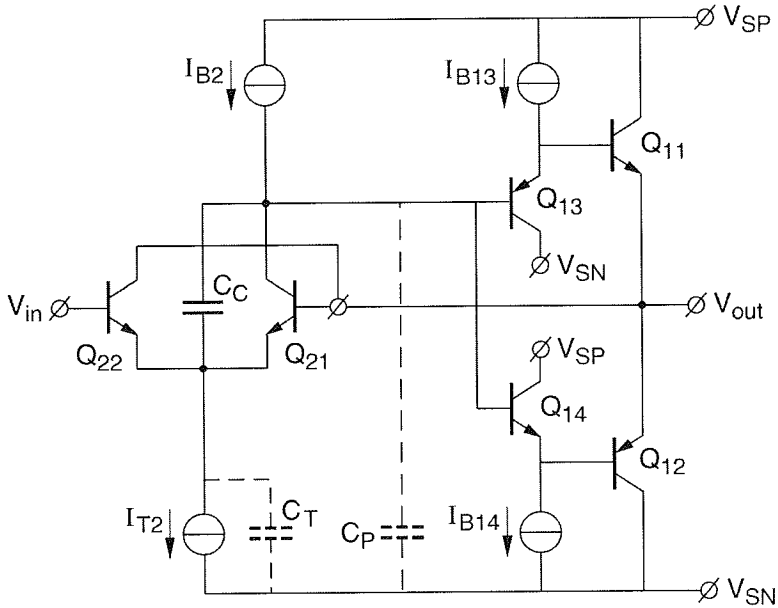 V_SP
I_B2
I_B13
Q_11
Q_13
V_SN
V_in
C_C
Q_22
Q_21
V_out
V_SP
Q_14
Q_12
I_T2
C_T
C_P
I_B14
V_SN